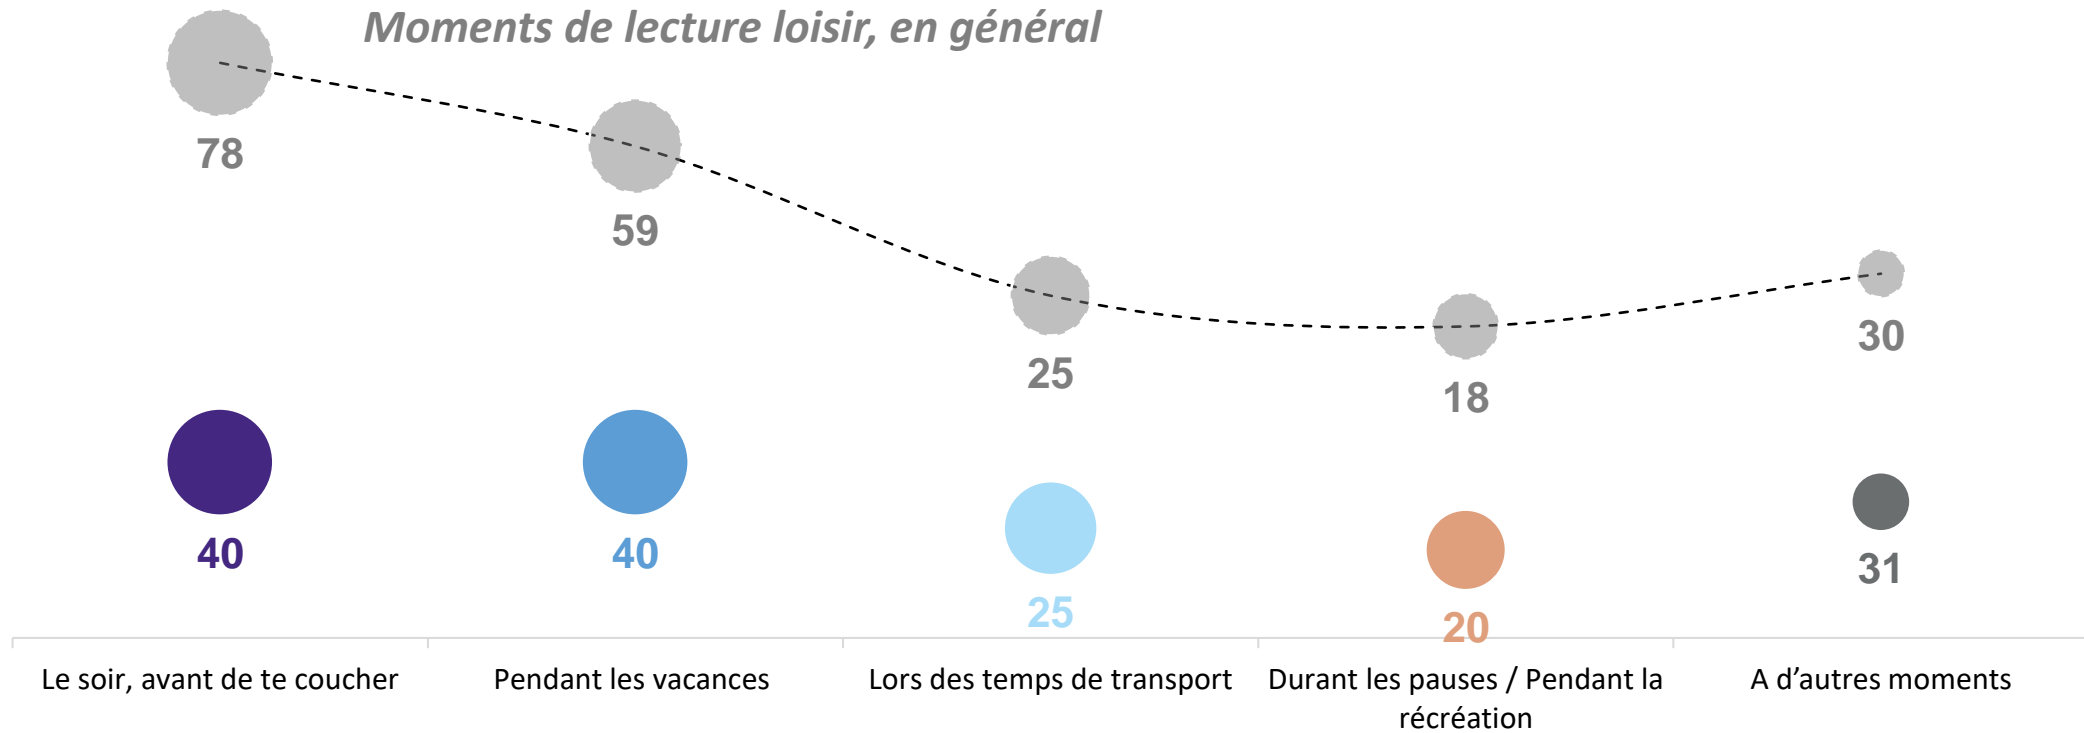 Moments de lecture loisir, en général
78
59
25
18
30
40
40
25
20
31
Le soir, avant de te coucher
Pendant les vacances
Lors des temps de transport
Durant les pauses / Pendant la
récréation
A d’autres moments